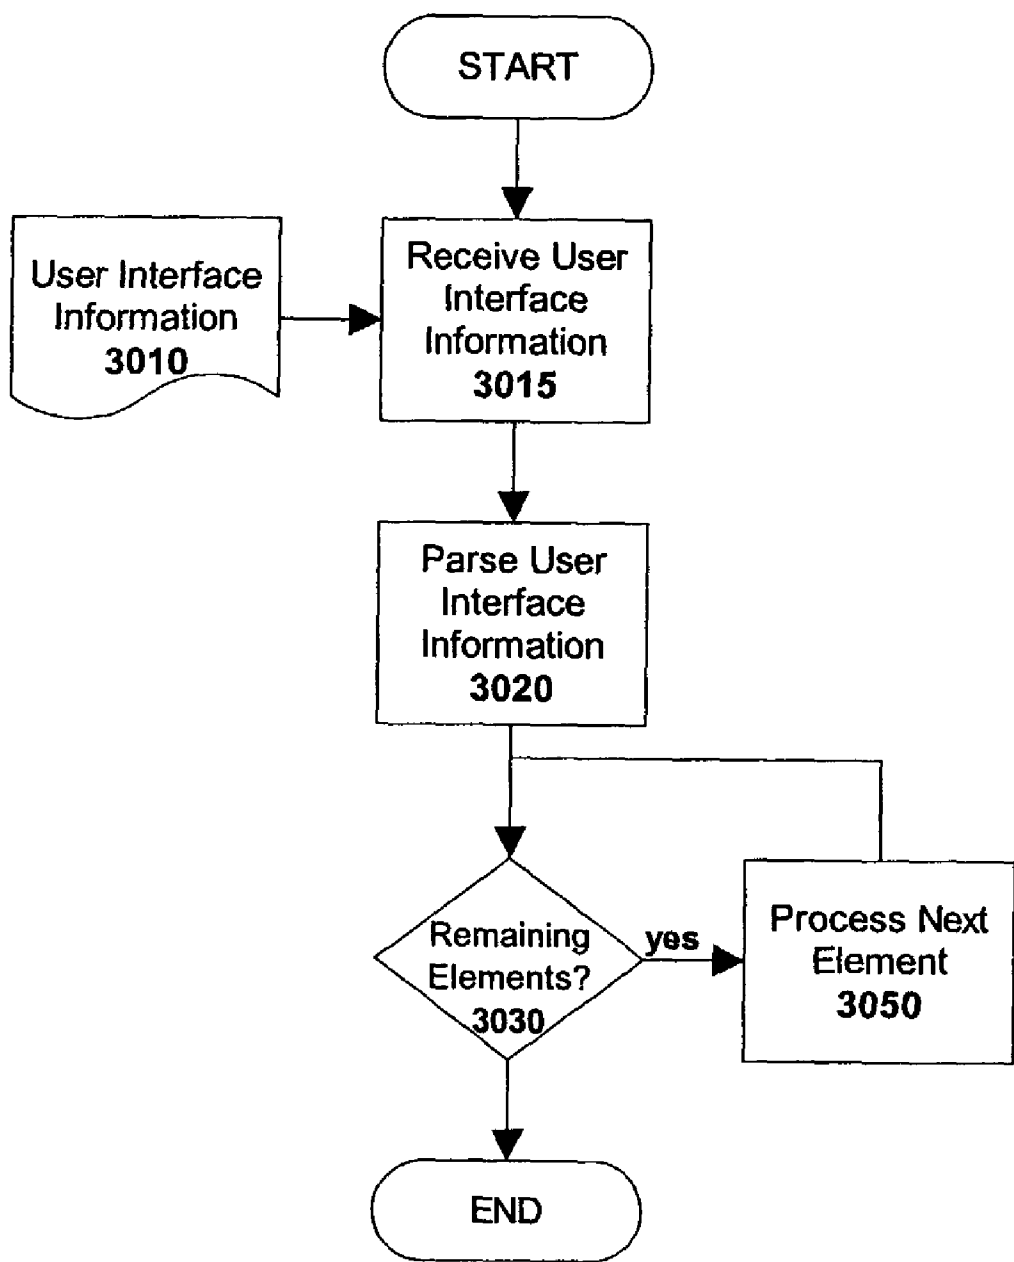 START
User Interface
Information
3010
Receive User
Interface
Information
3015
Parse User
Interface
Information
3020
Remaining
Elements?
3030
yes
Process Next
Element
3050
END